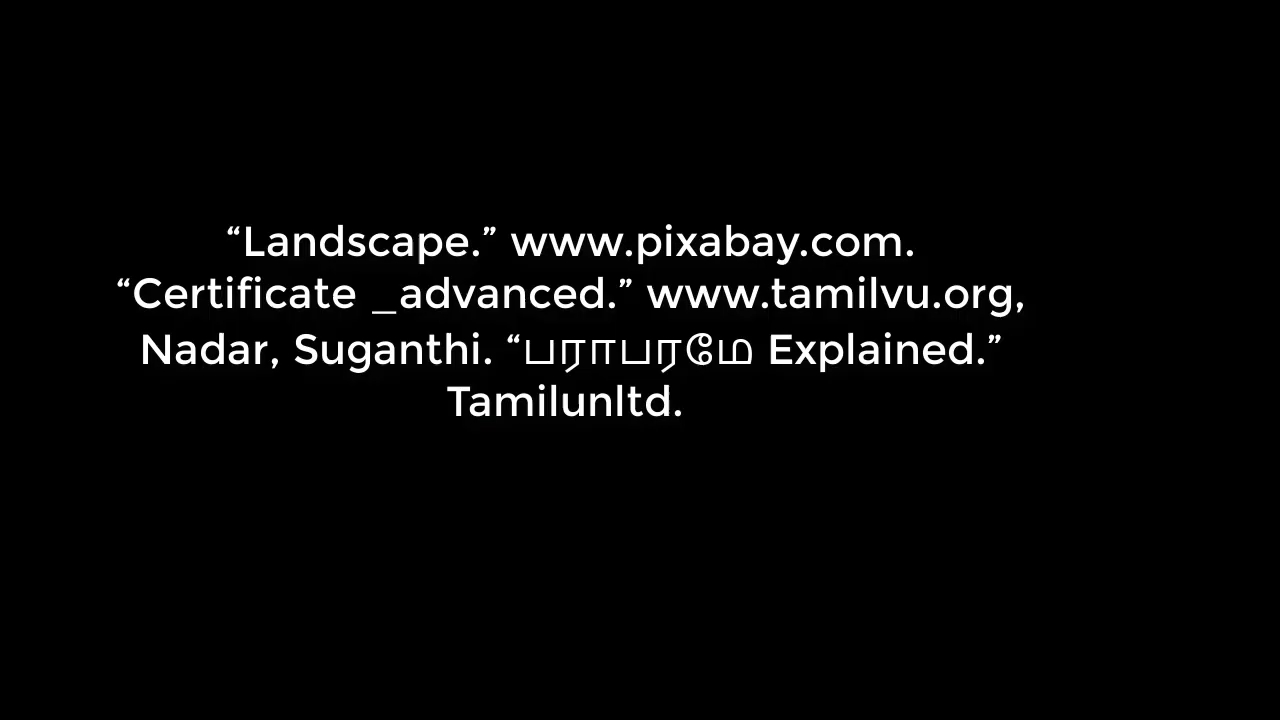 “Landscape.” www.pixabay.com.
“Certificate _advanced.” www.tamilvu.org,
Nadar, Suganthi. “பராபரமே Explained.”
Tamilunltd.